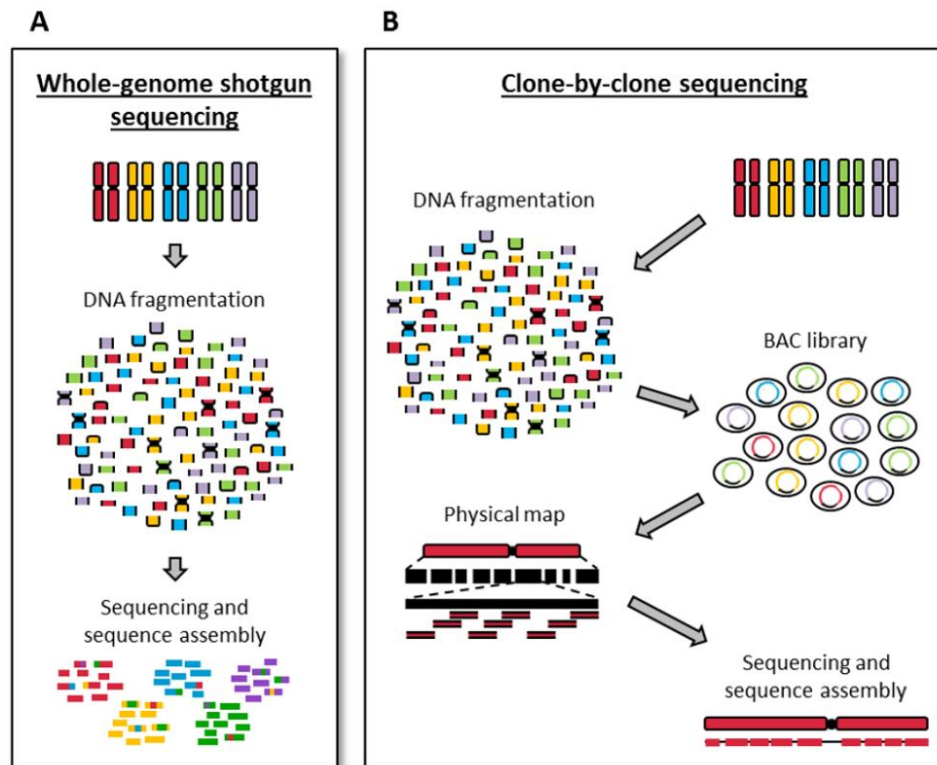 A
Whole-genome shotgun
sequencing
DNA fragmentation
Sequencing and
sequence assembly
B
Clone-by-clone sequencing
DNA fragmentation
BAC library
Physical map
Sequencing and
sequence assembly